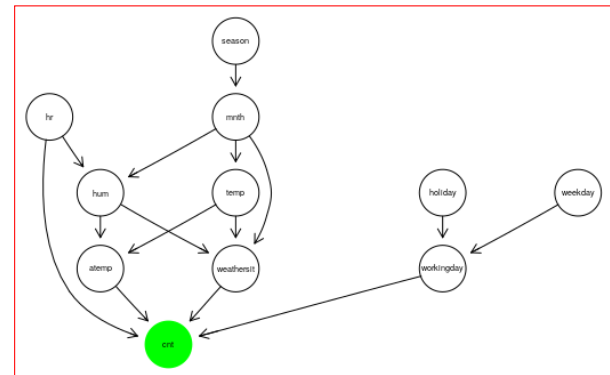 season
hr
mnth
hum
temp
holiday
weekday
atemp
weathersit
workingday
cnt